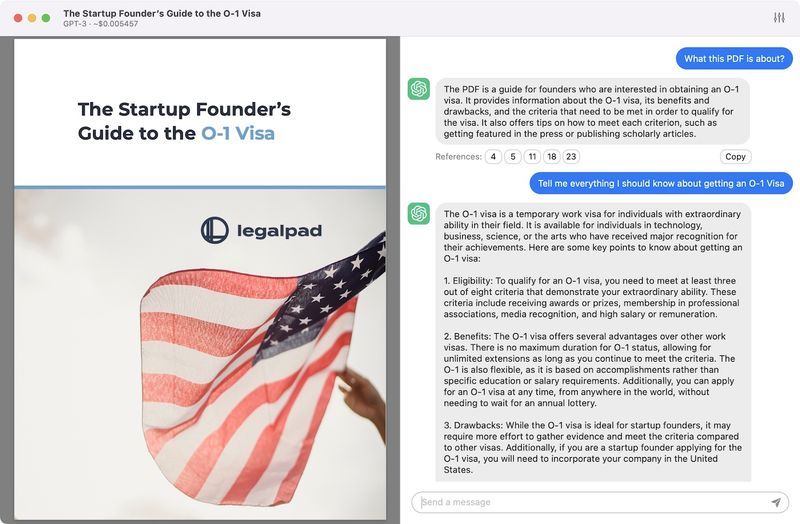 The Startup Founder's Guide to the O-1 Visa
GPT-3 - ~$0.005457
The Startup Founder's
Guide to the O-1 Visa
legalpad
What this PDF is about?
The PDF is a guide for founders who are interested in obtaining an O-1
visa. It provides information about the O-1 visa, its benefits and
drawbacks, and the criteria that need to be met in order to qualify for
the visa. It also offers tips on how to meet each criterion, such as
getting featured in the press or publishing scholarly articles.
References: 4 5 11 18 23 Copy
Tell me everything I should know about getting an O-1 Visa
The O-1 visa is a temporary work visa for individuals with extraordinary
ability in their field. It is available for individuals in technology,
business, science, or the arts who have received major recognition for
their achievements. Here are some key points to know about getting an
O-1 visa:
1. Eligibility: To qualify for an O-1 visa, you need to meet at least three
out of eight criteria that demonstrate your extraordinary ability. These
criteria include receiving awards or prizes, membership in professional
associations, media recognition, and high salary or remuneration.
2. Benefits: The O-1 visa offers several advantages over other work
visas. There is no maximum duration for O-1 status, allowing for
unlimited extensions as long as you continue to meet the criteria. The
O-1 is also flexible, as it is based on accomplishments rather than
specific education or salary requirements. Additionally, you can apply
for an O-1 visa at any time, from anywhere in the world, without
needing to wait for an annual lottery.
3. Drawbacks: While the O-1 visa is ideal for startup founders, it may
require more effort to gather evidence and meet the criteria compared
to other visas. Additionally, if you are a startup founder applying for the
O-1 visa, you will need to incorporate your company in the United
States.
Send a message